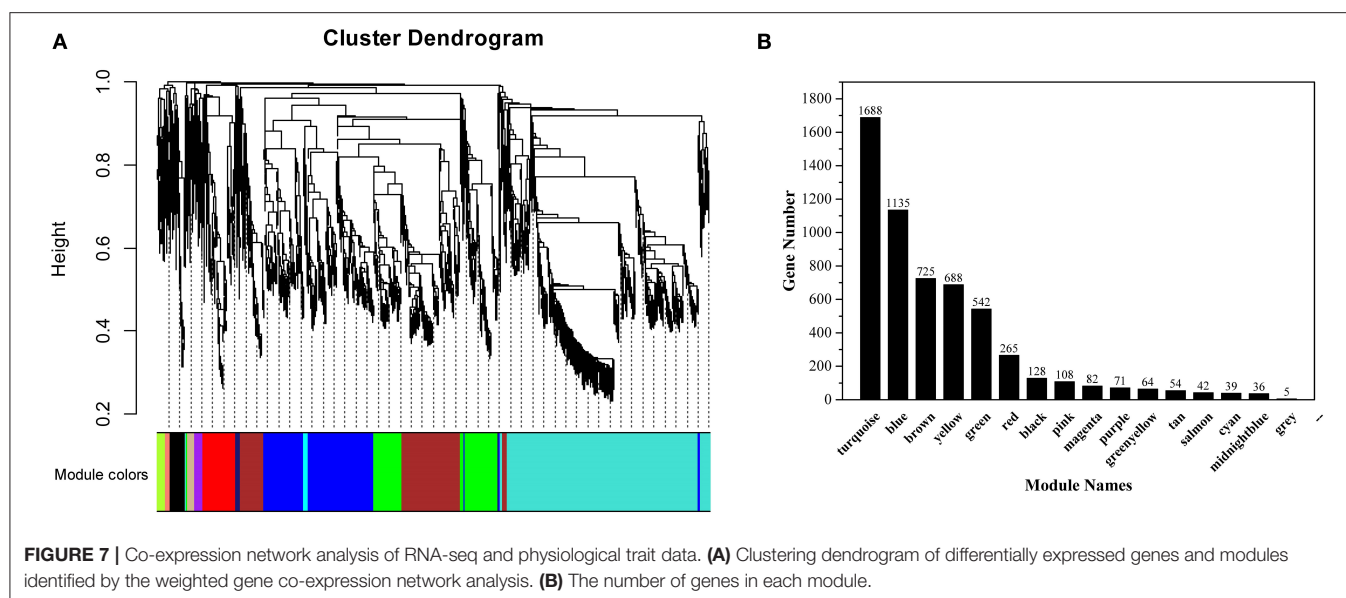 A
Cluster Dendrogram
Height
1.0
0.8
0.6
0.4
0.2
Module colors
B
Gene Number
1800
1600
1400
1200
1000
800
600
400
200
0
1688
1135
725
688
542
265
128
108
82
71
64
54
42
39
36
5
turquoise
blue
brown
yellow
green
red
black
pink
magenta
purple
greenyellow
tan
salmon
cyan
midnightblue
grey
--
Module Names
FIGURE 7 | Co-expression network analysis of RNA-seq and physiological trait data. (A) Clustering dendrogram of differentially expressed genes and modules
identified by the weighted gene co-expression network analysis. (B) The number of genes in each module.